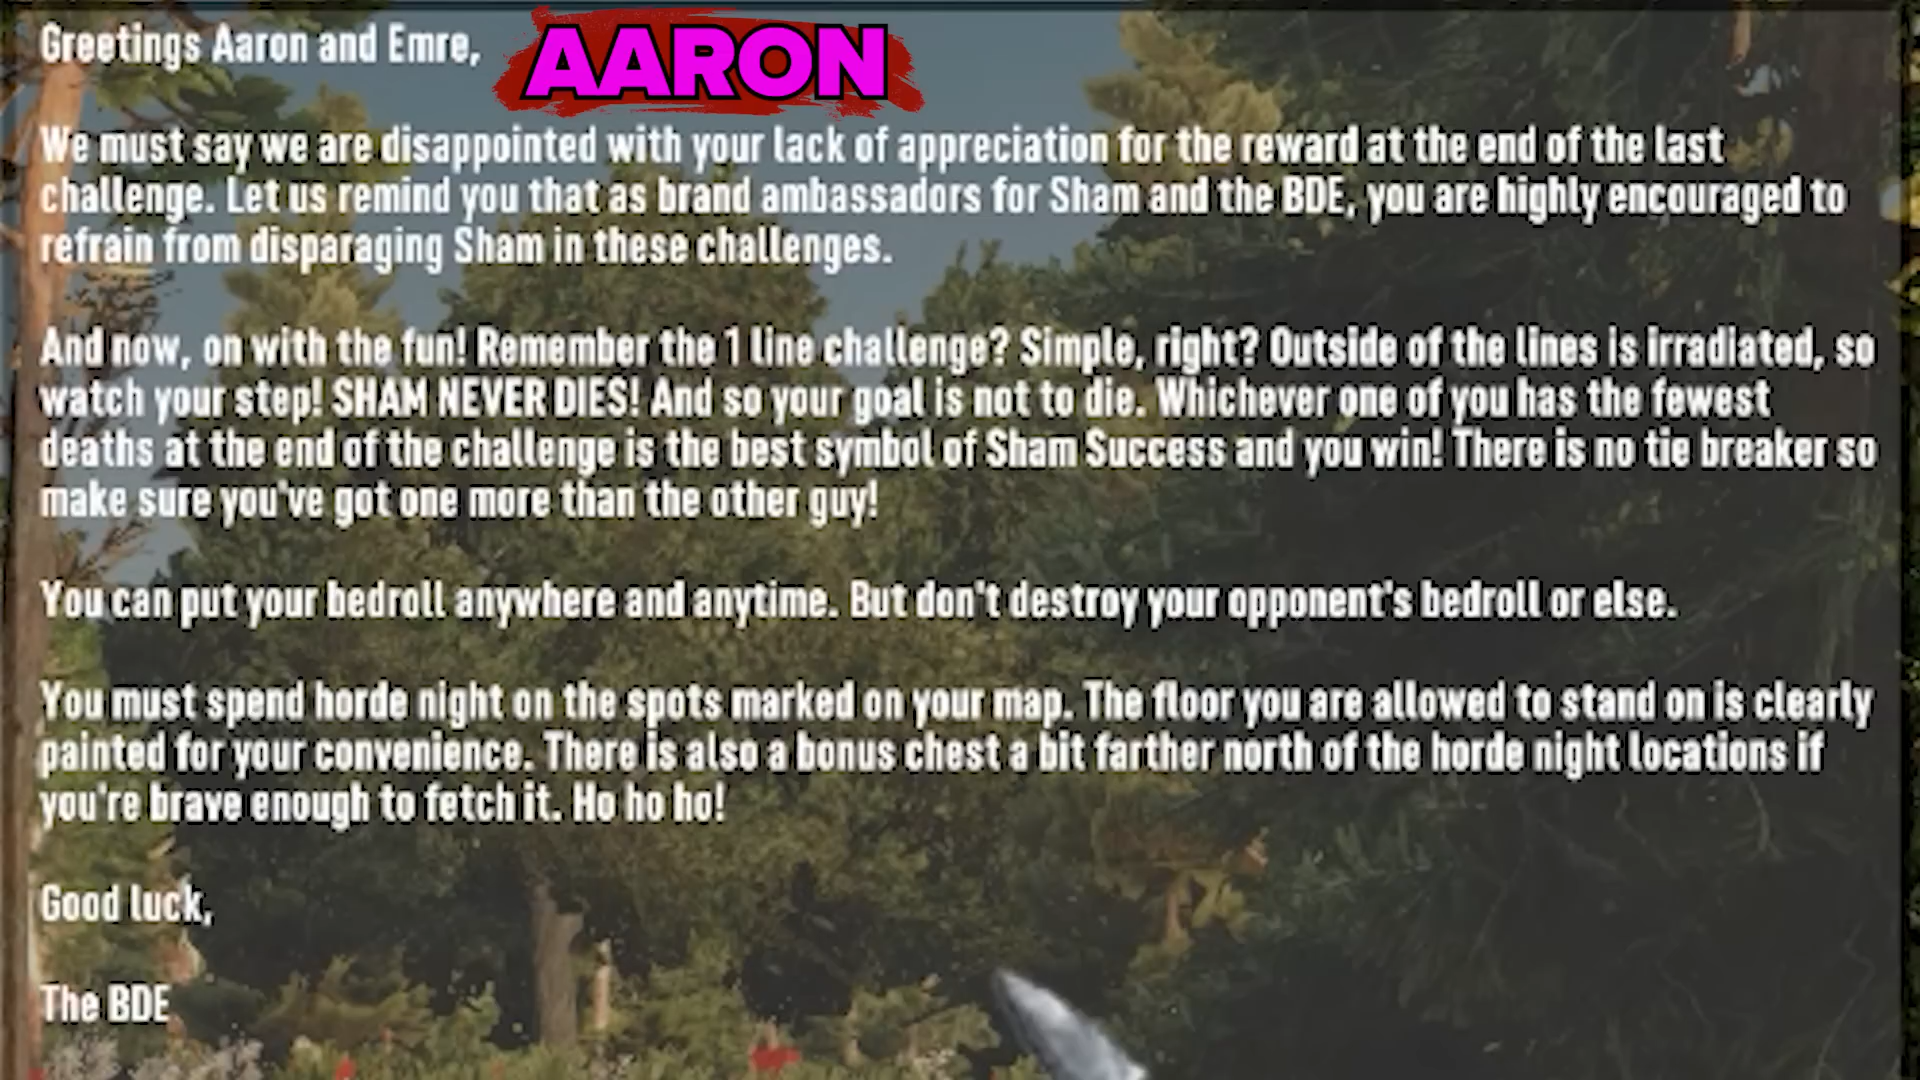 Greetings Aaron and Emre,
AARON
We must say we are disappointed with your lack of appreciation for the reward at the end of the last
challenge. Let us remind you that as brand ambassadors for Sham and the BDE, you are highly encouraged to
refrain from disparaging Sham in these challenges.
And now, on with the fun! Remember the 1 line challenge? Simple, right? Outside of the lines is irradiated, so
watch your step! SHAM NEVER DIES! And so your goal is not to die. Whichever one of you has the fewest
deaths at the end of the challenge is the best symbol of Sham Success and you win! There is no tie breaker so
make sure you've got one more than the other guy!
You can put your bedroll anywhere and anytime. But don't destroy your opponent's bedroll or else.
You must spend horde night on the spots marked on your map. The floor you are allowed to stand on is clearly
painted for your convenience. There is also a bonus chest a bit farther north of the horde night locations if
you're brave enough to fetch it. Ho ho ho!
Good luck,
The BDE